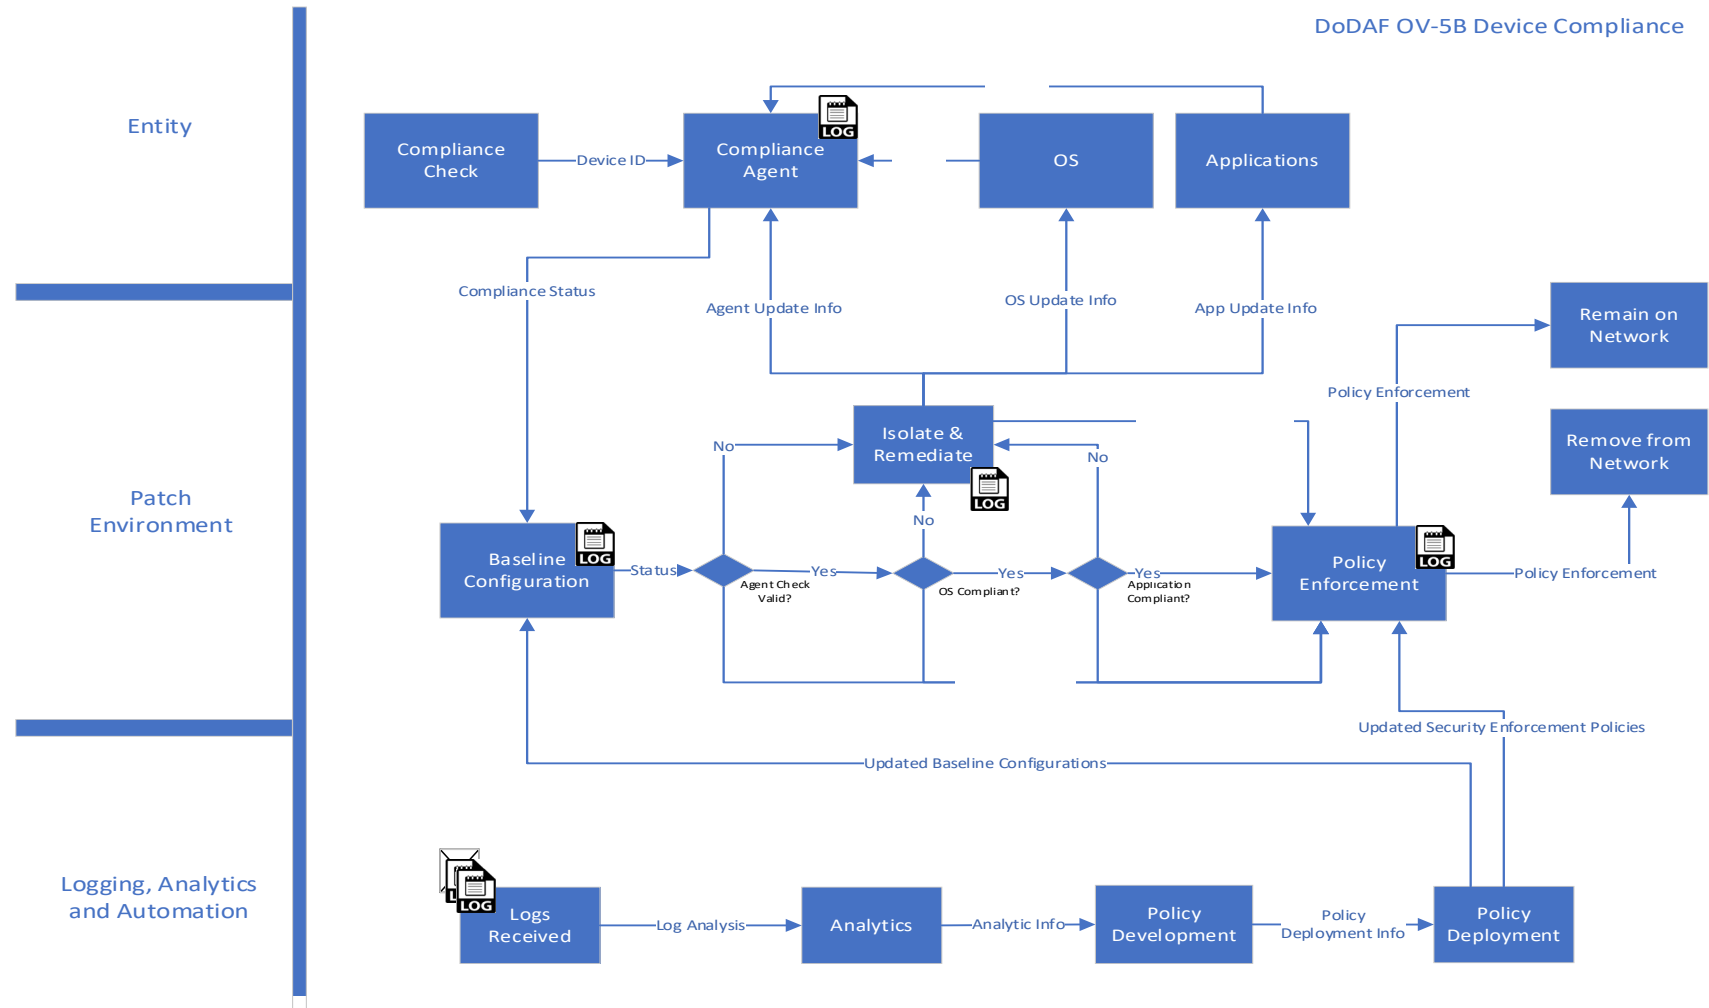 DoDAF OV-5B Device Compliance
Entity
Compliance
Check
Device ID
Compliance
Agent
LOG
OS
Applications
Compliance Status
Agent Update Info
OS Update Info
App Update Info
Remain on
Network
Policy Enforcement
Remove from
Network
Patch
Environment
No
Isolate &
Remediate
LOG
No
No
Baseline
Configuration
LOG
Status
Agent Check
Valid?
Yes
OS Compliant?
Yes
Application
Compliant?
Yes
Policy
Enforcement
LOG
Policy Enforcement
Updated Security Enforcement Policies
Updated Baseline Configurations
Logging, Analytics
and Automation
LOG
Logs
Received
Log Analysis
Analytics
Analytic Info
Policy
Development
Policy
Deployment Info
Policy
Deployment